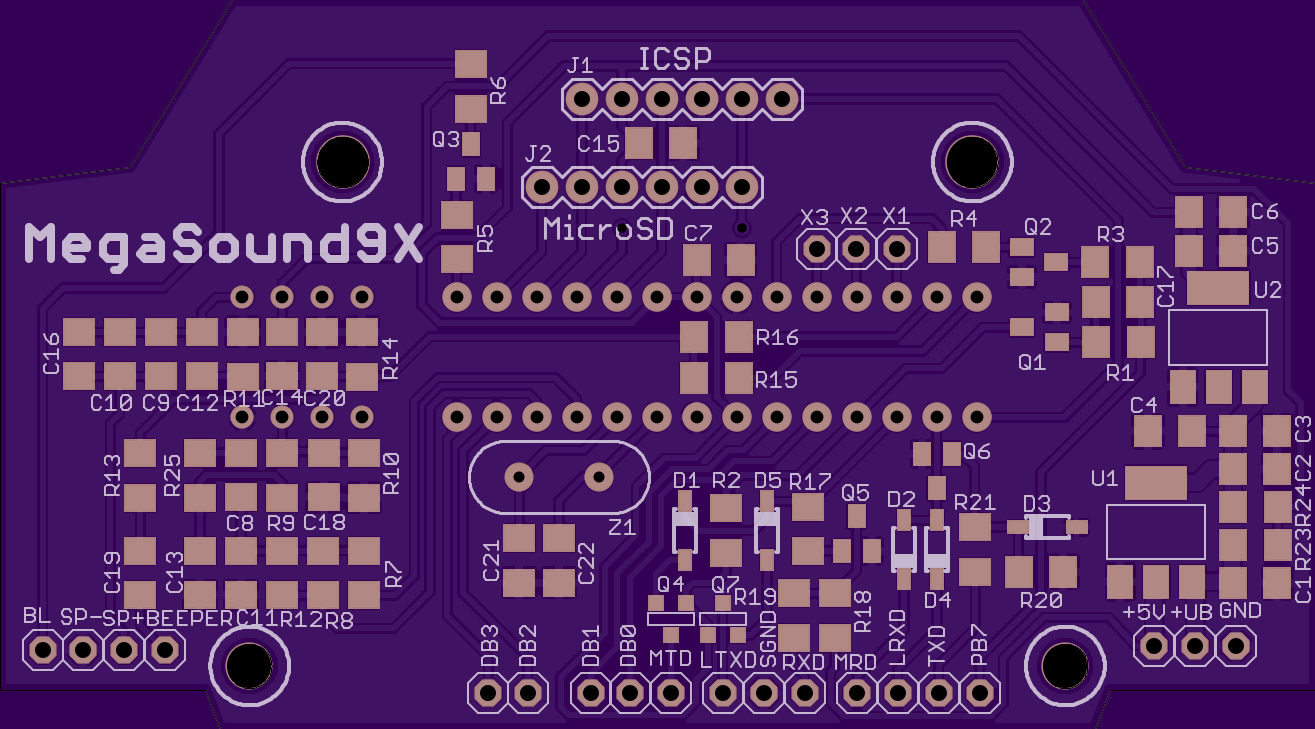 ICSP
J1
R6
Q3
C15
J2
MicroSD
R5
MegaSound9X
C7
X3 X2 X1
R4
Q2
R3
C6
C5
C17
U2
Q1
R1
C16
R14
R16
R15
C10 C9 C12 R11 C14 C20
R13
R25
R10
C8 R9 C18
C19
C13
R7
BL SP- SP+ BEEPER C11 R12 R8
Z1
C21
C22
D1 R2 D5 R17
Q5
D2
Q6
R21
D3
D4
R20
C4
C3
C2
U1
R24
R23
C1
Q4
Q7
R19
R18
+5V +UB GND
DB3
DB2
DB1
DB0
MTD
LTXD
SGND
RXD
MRD
LRXD
TXD
PB7